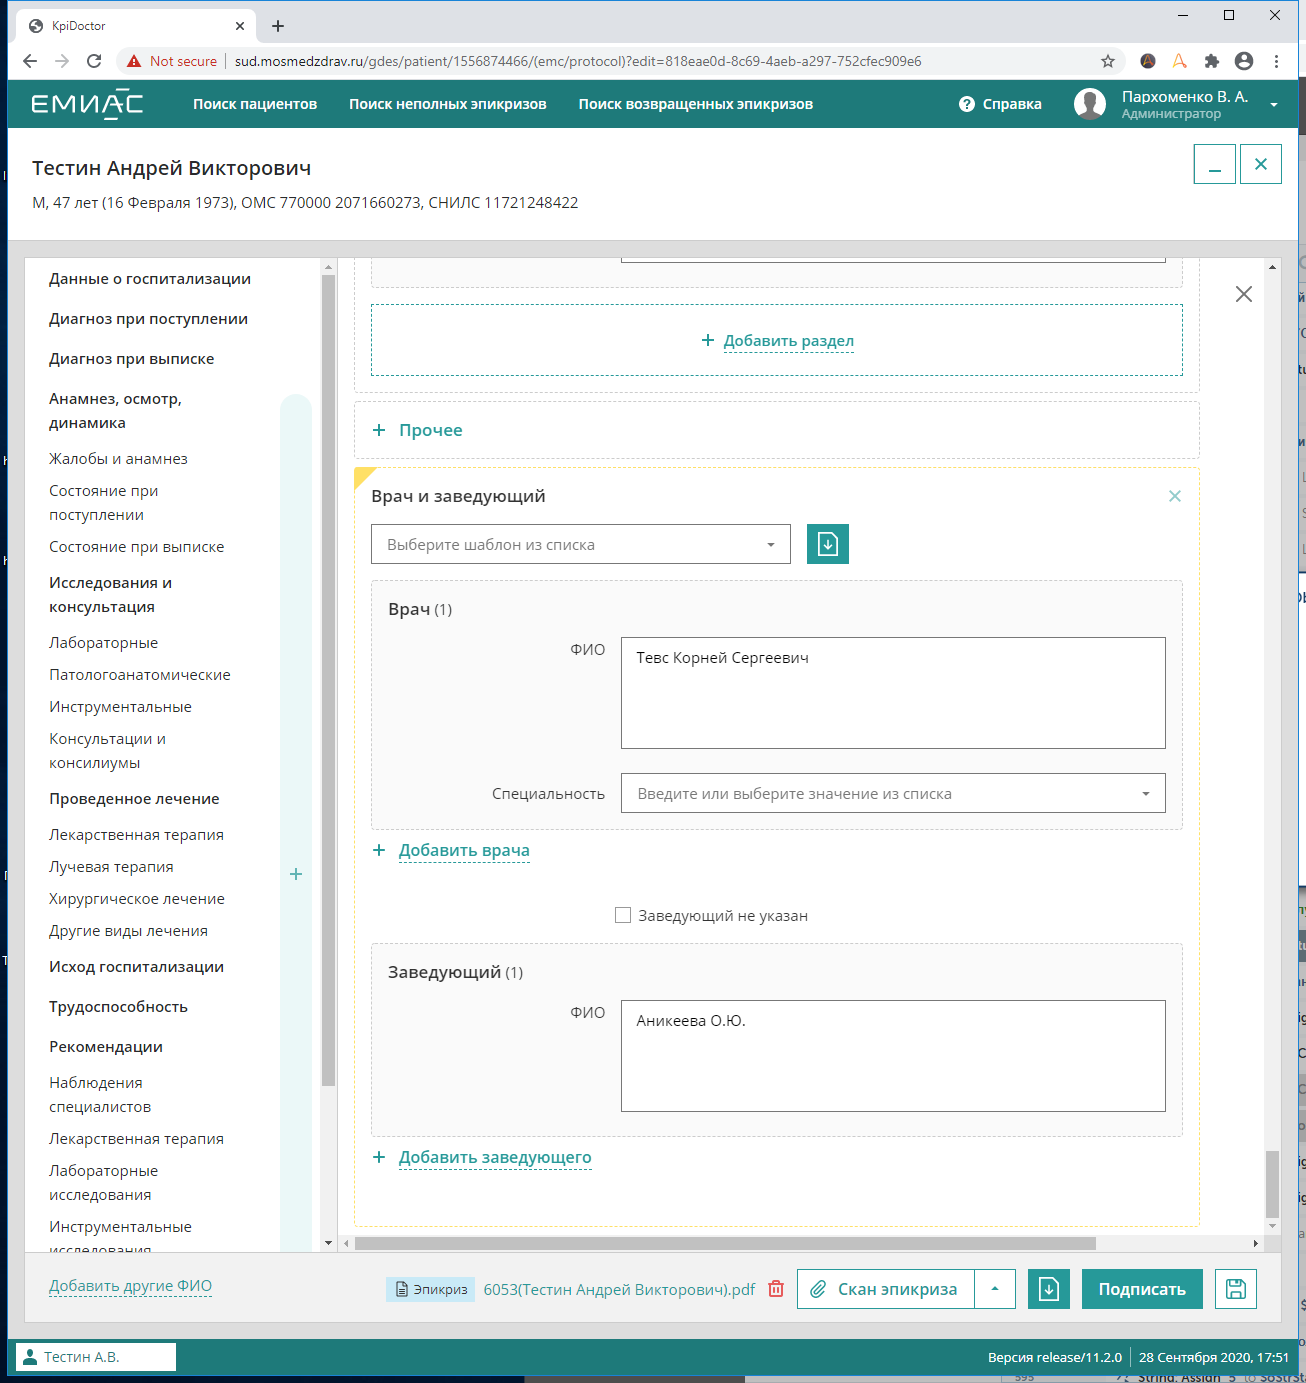 KpiDoctor
Not secure
sud.mosmedzdrav.ru/gdes/patient/1556874466/(emc/protocol)?edit=818eae0d-8c69-4aeb-a297-752cfec909e6
ЕМИАС
Поиск пациентов
Поиск неполных эпикризов
Поиск возвращенных эпикризов
? Справка
Пархоменко В. А.
Администратор
Тестин Андрей Викторович
М, 47 лет (16 Февраля 1973), ОМС 770000 2071660273, СНИЛС 11721248422
Данные о госпитализации
Диагноз при поступлении
Диагноз при выписке
Анамнез, осмотр,
динамика
Жалобы и анамнез
Состояние при
поступлении
Состояние при выписке
Исследования и
консультация
Лабораторные
Патологоанатомические
Инструментальные
Консультации и
консилиумы
Проведенное лечение
Лекарственная терапия
Лучевая терапия
Хирургическое лечение
Другие виды лечения
Исход госпитализации
Трудоспособность
Рекомендации
Наблюдения
специалистов
Лекарственная терапия
Лабораторные
исследования
Инструментальные
исследования
+
+ Добавить раздел
+ Прочее
Врач и заведующий
Выберите шаблон из списка
Врач (1)
ФИО
Тевс Корней Сергеевич
Специальность
Введите или выберите значение из списка
+ Добавить врача
Заведующий не указан
Заведующий (1)
ФИО
Аникеева О.Ю.
+ Добавить заведующего
Добавить другие ФИО
Эпикриз
6053(Тестин Андрей Викторович).pdf
Скан эпикриза
Подписать
Тестин А.В.
Версия release/11.2.0
28 Сентября 2020, 17:51
595
String. Assign 5 to